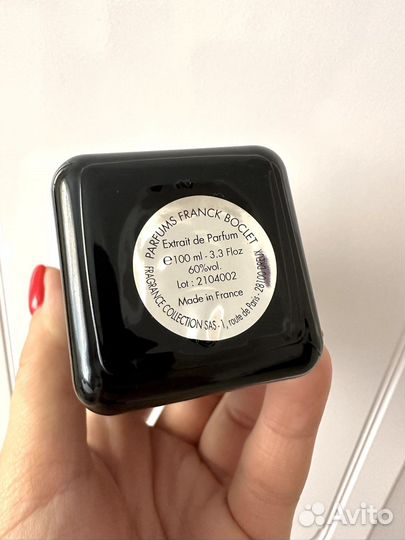 PARFUMS FRANCK BOCLET
Extrait de Parfum
℮100 ml - 3.3 Floz
60%vol.
Lot : 2104002
Made in France
FRAGRANCE COLLECTION SAS - 1, route de Paris - 28100
Avito